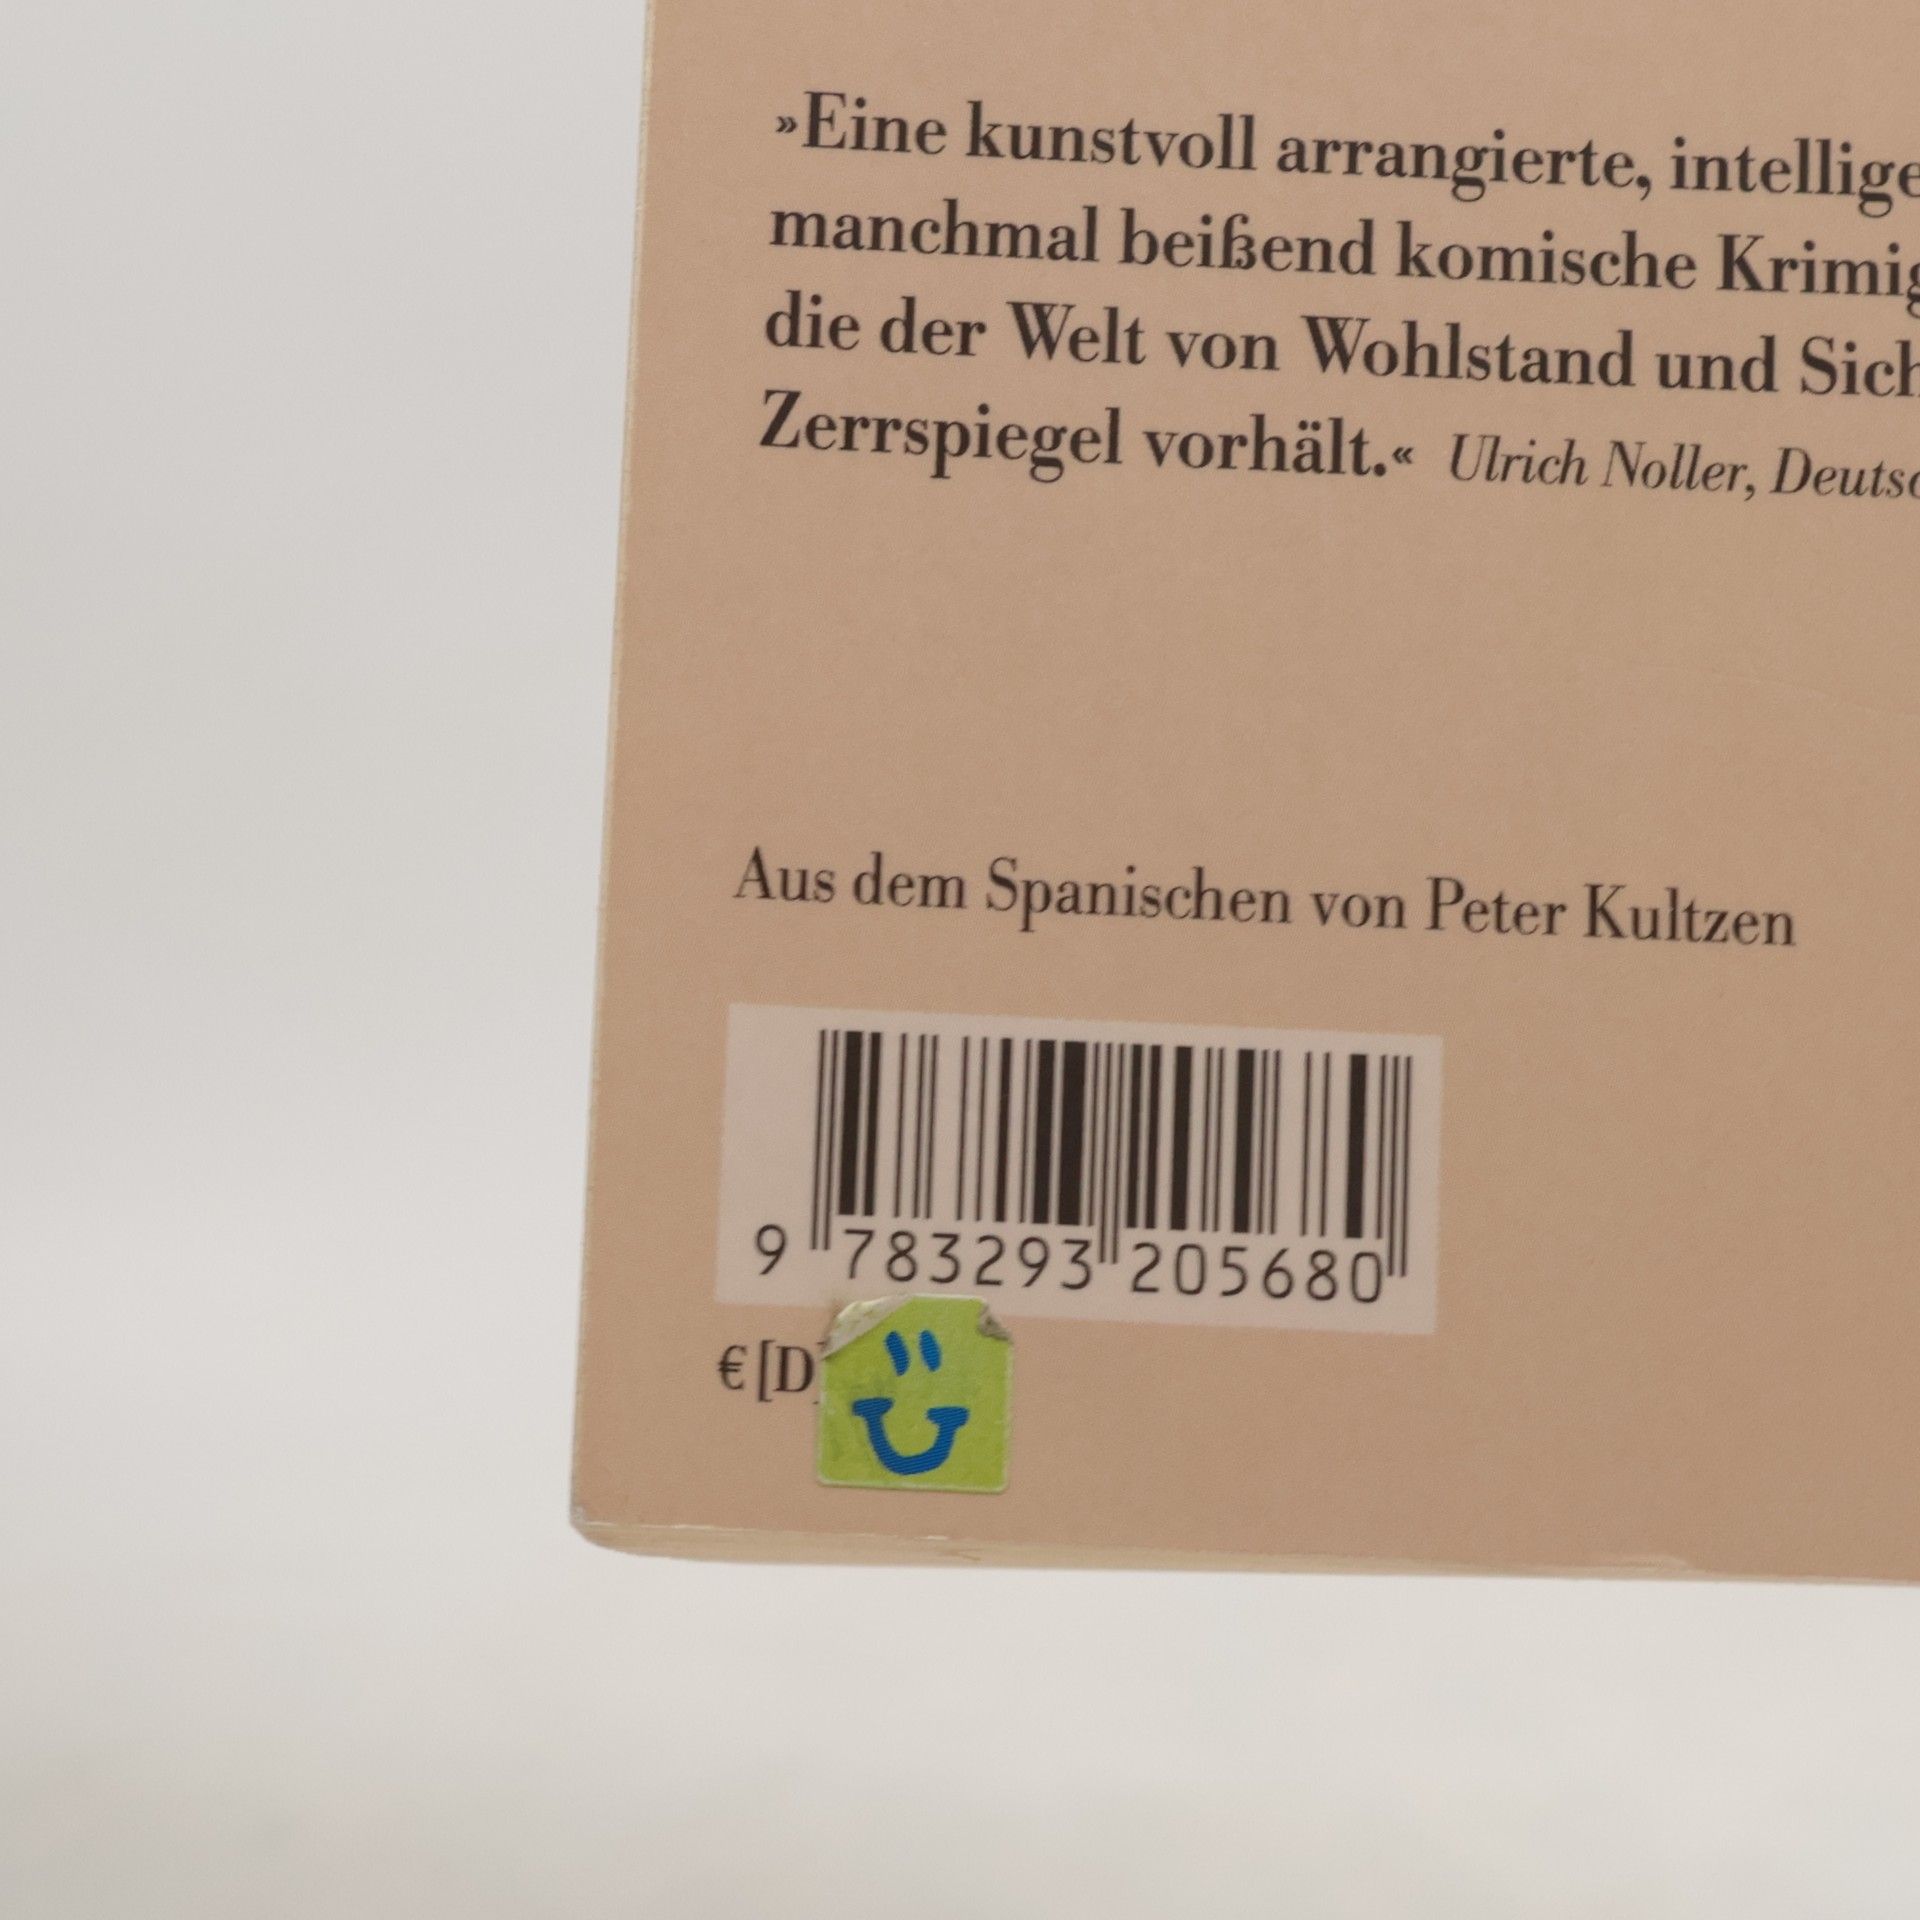 »Eine kunstvoll arrangierte, intellige
manchmal beißend komische Krimig
die der Welt von Wohlstand und Sich
Zerrspiegel vorhält.« Ulrich Noller, Deutsc
Aus dem Spanischen von Peter Kultzen
9 783293 205680
€ [D]